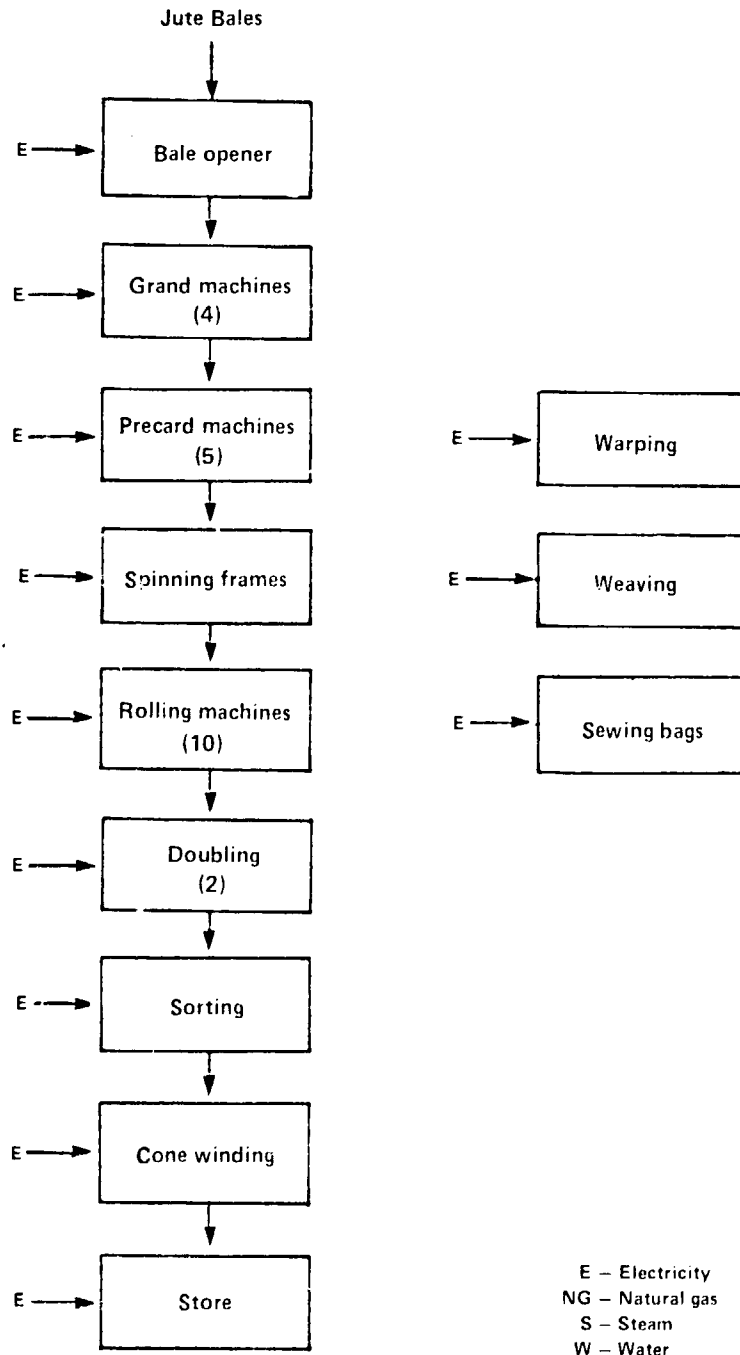 Jute Bales
E
Bale opener
E
Grand machines
(4)
E
Precard machines
(5)
E
Spinning frames
E
Rolling machines
(10)
E
Doubling
(2)
E
Sorting
E
Cone winding
E
Store
E
Warping
E
Weaving
E
Sewing bags
E – Electricity
NG – Natural gas
S – Steam
W – Water